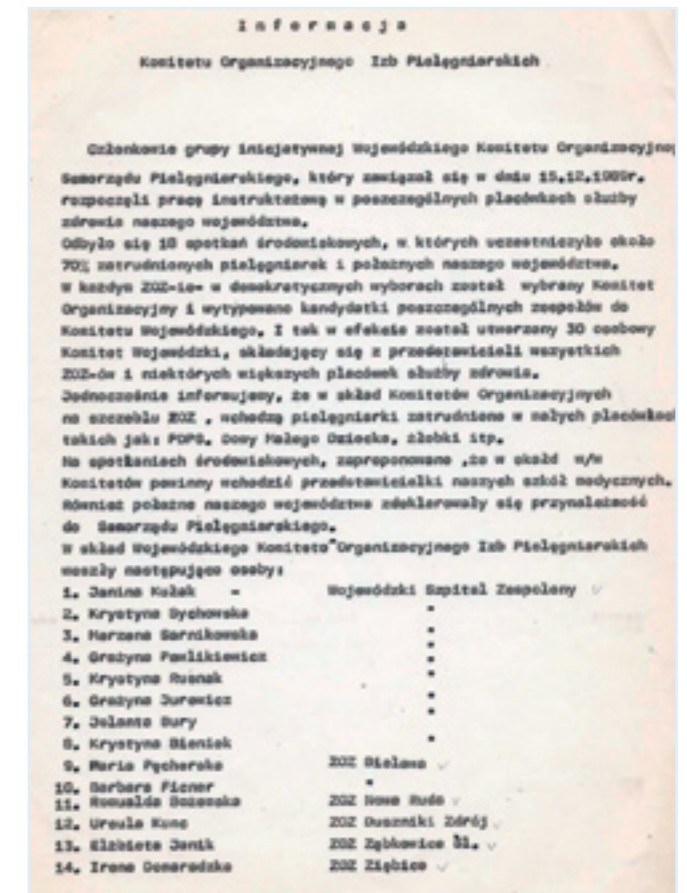 Informacja
Komitetu Organizacyjnego Izb Pielęgniarskich
Członkowie grupy inicjatywnej Wojewódzkiego Komitetu Organizacyjneg
Samorządu Pielęgniarskiego, który zawiązał się w dniu 15.12.1989r.
rozpoczęli pracę instruktażową w poszczególnych placówkach służby
zdrowia naszego województwa.
Odbyło się 18 spotkań środowiskowych, w których uczestniczyło około
70% zatrudnionych pielęgniarek i położnych naszego województwa.
W każdym ZOZ-ie- w demokratycznych wyborach został wybrany Komitet
Organizacyjny i wytypowano kandydatki poszczególnych zespołów do
Komitetu Wojewódzkiego. I tak w efekcie został utworzony 30 osobowy
Komitet Wojewódzki, składający się z przedstawicieli wszystkich
ZOZ-ów i niektórych większych placówek służby zdrowia.
Jednocześnie informujemy, że w skład Komitetów Organizacyjnych
na szczeblu ZOZ , wchodzą pielęgniarki zatrudnione w małych placówkach
takich jak: POPS, Domy Małego Dziecka, żłobki itp.
Na spotkaniach środowiskowych, zaproponowano ,że w skład w/w
Komitetów powinny wchodzić przedstawicielki naszych szkół medycznych.
Również położne naszego województwa zdeklarowały się przynależność
do Samorządu Pielęgniarskiego.
W skład Wojewódzkiego Komitetu Organizacyjnego Izb Pielęgniarskich
weszły następujące osoby:
1. Janina Kułak - Wojewódzki Szpital Zespolony
2. Krystyna Sychowska "
3. Marzena Sarnikowska "
4. Grażyna Pawlikiewicz "
5. Krystyna Rusnak "
6. Grażyna Jurowicz "
7. Jolanta Bury "
8. Krystyna Bieniek "
9. Maria Pęcherska ZOZ Bielawa
10. Barbara Ficner "
11. Romualda ZOZ Nowa Ruda
12. Urszula Kunc ZOZ Duszniki Zdrój
13. Elżbieta Janik ZOZ Ząbkowice Śl.
14. Irena Domaradzka ZOZ Ziębice